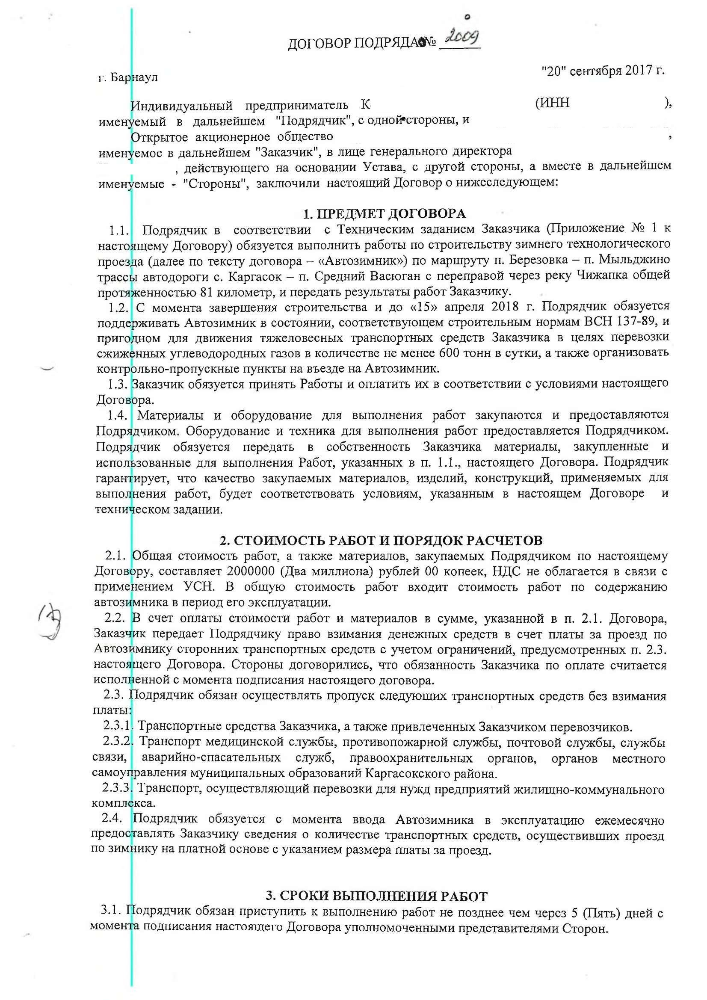 ДОГОВОР ПОДРЯДА № 2009
г. Барнаул "20" сентября 2017 г.
Индивидуальный предприниматель К (ИНН ),
именуемый в дальнейшем "Подрядчик", с одной стороны, и
Открытое акционерное общество ,
именуемое в дальнейшем "Заказчик", в лице генерального директора
, действующего на основании Устава, с другой стороны, а вместе в дальнейшем
именуемые - "Стороны", заключили настоящий Договор о нижеследующем:
1. ПРЕДМЕТ ДОГОВОРА
1.1. Подрядчик в соответствии с Техническим заданием Заказчика (Приложение № 1 к
настоящему Договору) обязуется выполнить работы по строительству зимнего технологического
проезда (далее по тексту договора – «Автозимник») по маршруту п. Березовка – п. Мыльджино
трассы автодороги с. Каргасок – п. Средний Васюган с переправой через реку Чижапка общей
протяженностью 81 километр, и передать результаты работ Заказчику.
1.2. С момента завершения строительства и до «15» апреля 2018 г. Подрядчик обязуется
поддерживать Автозимник в состоянии, соответствующем строительным нормам ВСН 137-89, и
пригодном для движения тяжеловесных транспортных средств Заказчика в целях перевозки
сжиженных углеводородных газов в количестве не менее 600 тонн в сутки, а также организовать
контрольно-пропускные пункты на въезде на Автозимник.
1.3. Заказчик обязуется принять Работы и оплатить их в соответствии с условиями настоящего
Договора.
1.4. Материалы и оборудование для выполнения работ закупаются и предоставляются
Подрядчиком. Оборудование и техника для выполнения работ предоставляется Подрядчиком.
Подрядчик обязуется передать в собственность Заказчика материалы, закупленные и
использованные для выполнения Работ, указанных в п. 1.1., настоящего Договора. Подрядчик
гарантирует, что качество закупаемых материалов, изделий, конструкций, применяемых для
выполнения работ, будет соответствовать условиям, указанным в настоящем Договоре и
техническом задании.
2. СТОИМОСТЬ РАБОТ И ПОРЯДОК РАСЧЕТОВ
2.1. Общая стоимость работ, а также материалов, закупаемых Подрядчиком по настоящему
Договору, составляет 2000000 (Два миллиона) рублей 00 копеек, НДС не облагается в связи с
применением УСН. В общую стоимость работ входит стоимость работ по содержанию
автозимника в период его эксплуатации.
2.2. В счет оплаты стоимости работ и материалов в сумме, указанной в п. 2.1. Договора,
Заказчик передает Подрядчику право взимания денежных средств в счет платы за проезд по
Автозимнику сторонних транспортных средств с учетом ограничений, предусмотренных п. 2.3.
настоящего Договора. Стороны договорились, что обязанность Заказчика по оплате считается
исполненной с момента подписания настоящего договора.
2.3. Подрядчик обязан осуществлять пропуск следующих транспортных средств без взимания
платы:
2.3.1. Транспортные средства Заказчика, а также привлеченных Заказчиком перевозчиков.
2.3.2. Транспорт медицинской службы, противопожарной службы, почтовой службы, службы
связи, аварийно-спасательных служб, правоохранительных органов, органов местного
самоуправления муниципальных образований Каргасокского района.
2.3.3. Транспорт, осуществляющий перевозки для нужд предприятий жилищно-коммунального
комплекса.
2.4. Подрядчик обязуется с момента ввода Автозимника в эксплуатацию ежемесячно
предоставлять Заказчику сведения о количестве транспортных средств, осуществивших проезд
по зимнику на платной основе с указанием размера платы за проезд.
3. СРОКИ ВЫПОЛНЕНИЯ РАБОТ
3.1. Подрядчик обязан приступить к выполнению работ не позднее чем через 5 (Пять) дней с
момента подписания настоящего Договора уполномоченными представителями Сторон.